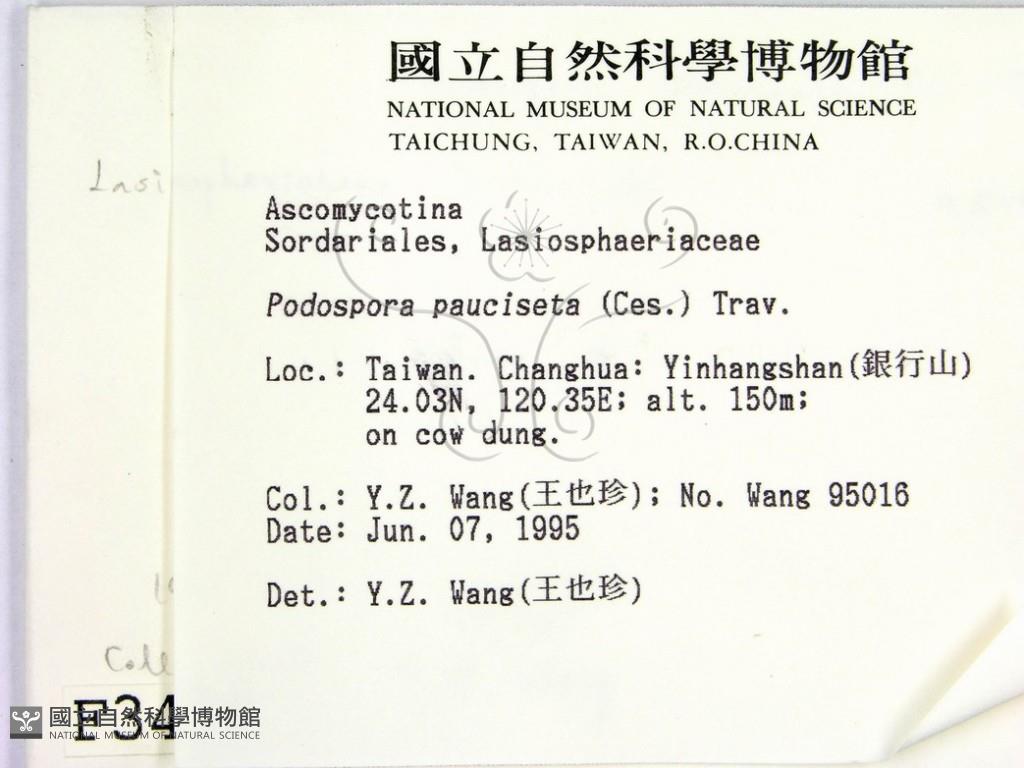 國立自然科學博物館
NATIONAL MUSEUM OF NATURAL SCIENCE
TAICHUNG, TAIWAN, R.O.CHINA
Lasi
Ascomycotina
Sordariales, Lasiosphaeriaceae
Podospora pauciseta (Ces.) Trav.
Loc.: Taiwan. Changhua: Yinhangshan(銀行山)
24.03N, 120.35E; alt. 150m;
on cow dung.
Col.: Y.Z. Wang(王也珍); No. Wang 95016
Date: Jun. 07, 1995
Det.: Y.Z. Wang(王也珍)
Colle
E34
國立自然科學博物館
NATIONAL MUSEUM OF NATURAL SCIENCE